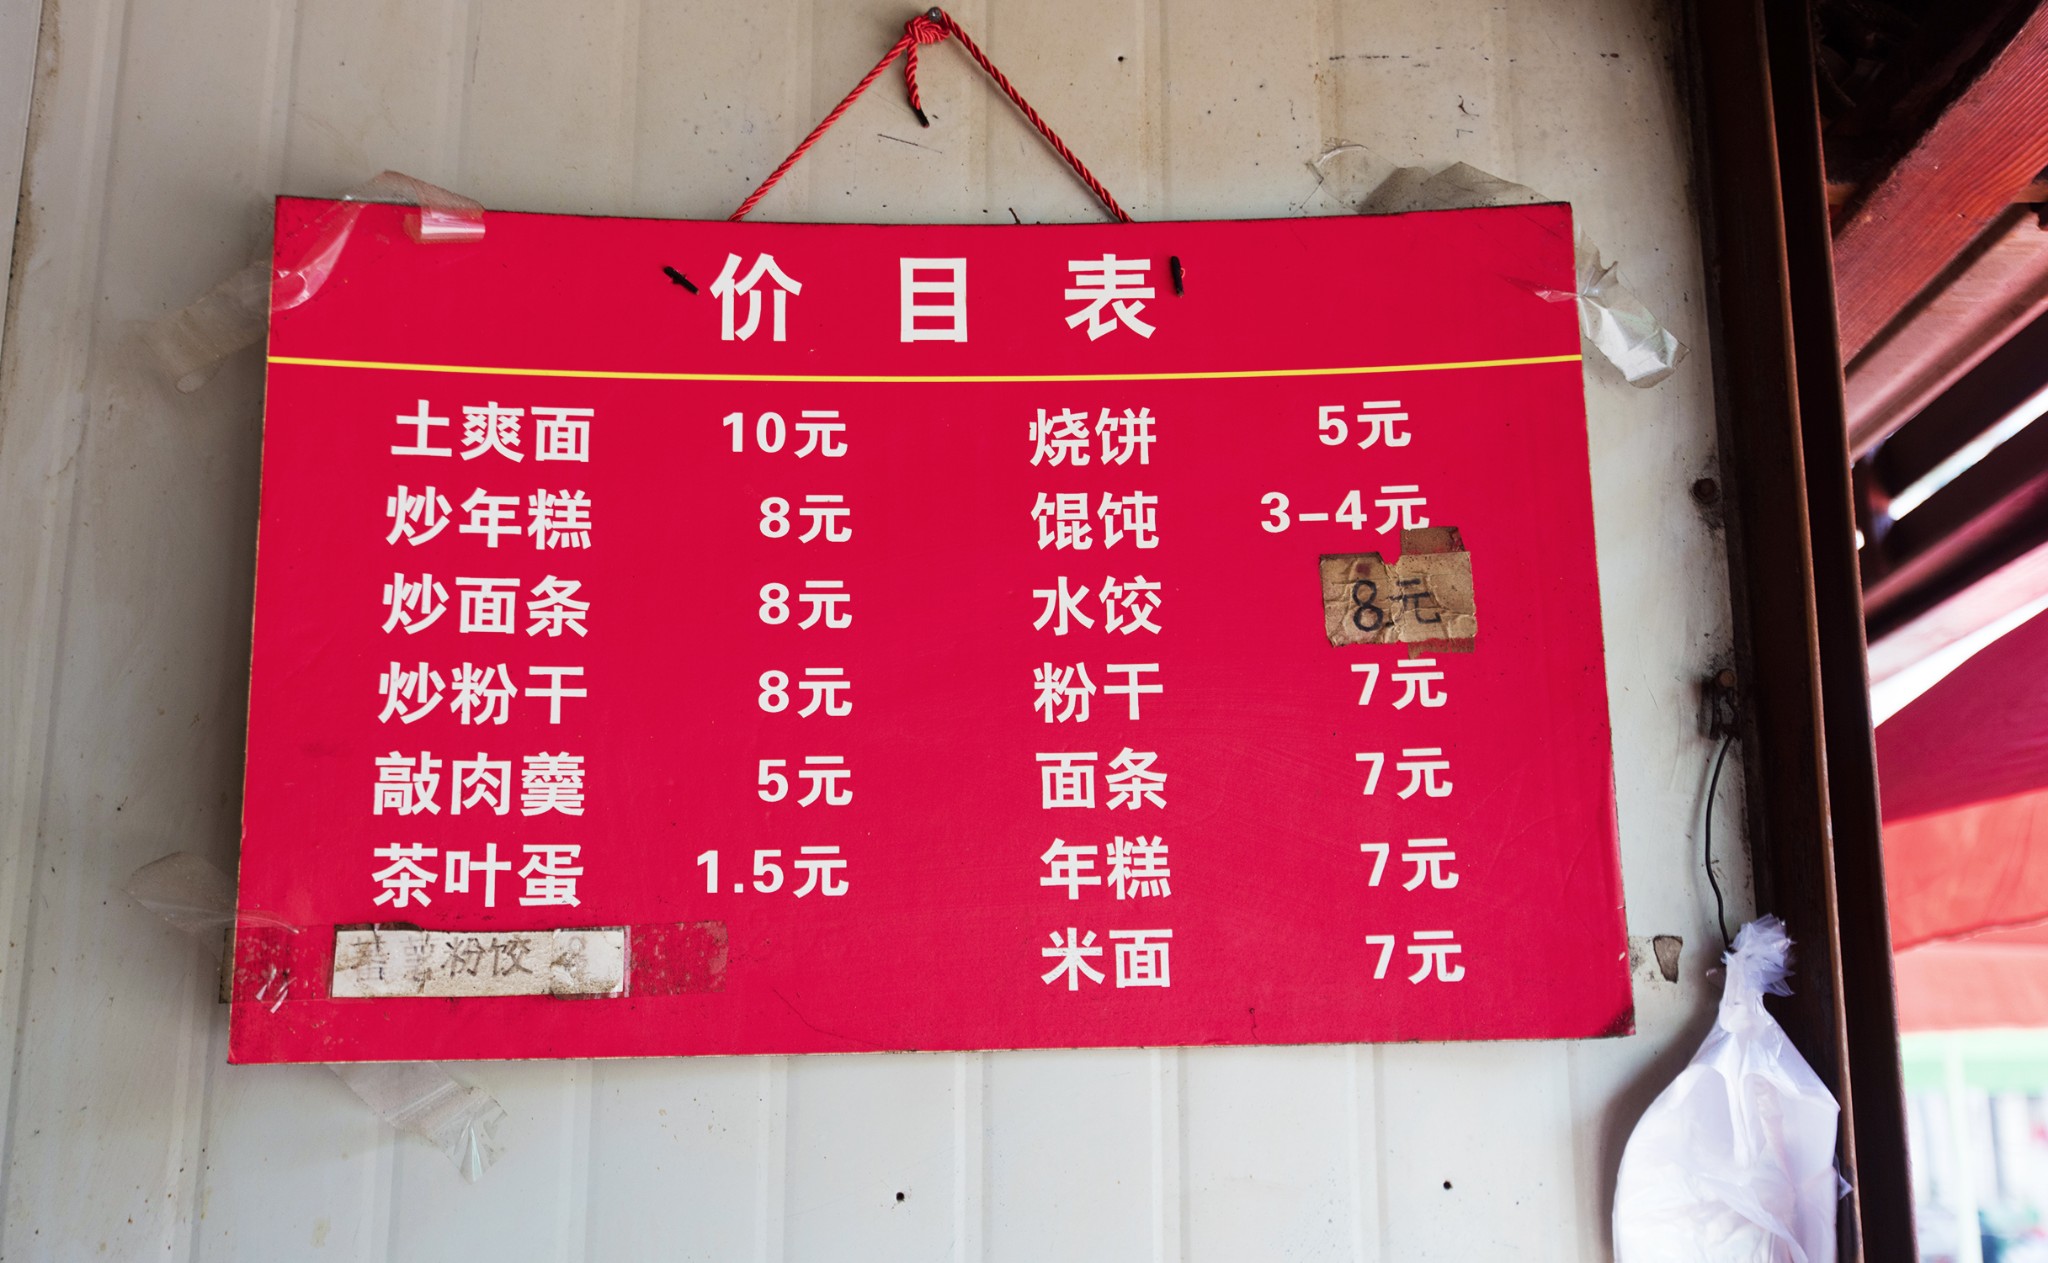 价目表
土爽面 10元 烧饼 5元
炒年糕 8元 馄饨 3-4元
炒面条 8元 水饺 8元
炒粉干 8元 粉干 7元
敲肉羹 5元 面条 7元
茶叶蛋 1.5元 年糕 7元
粉饺 米面 7元